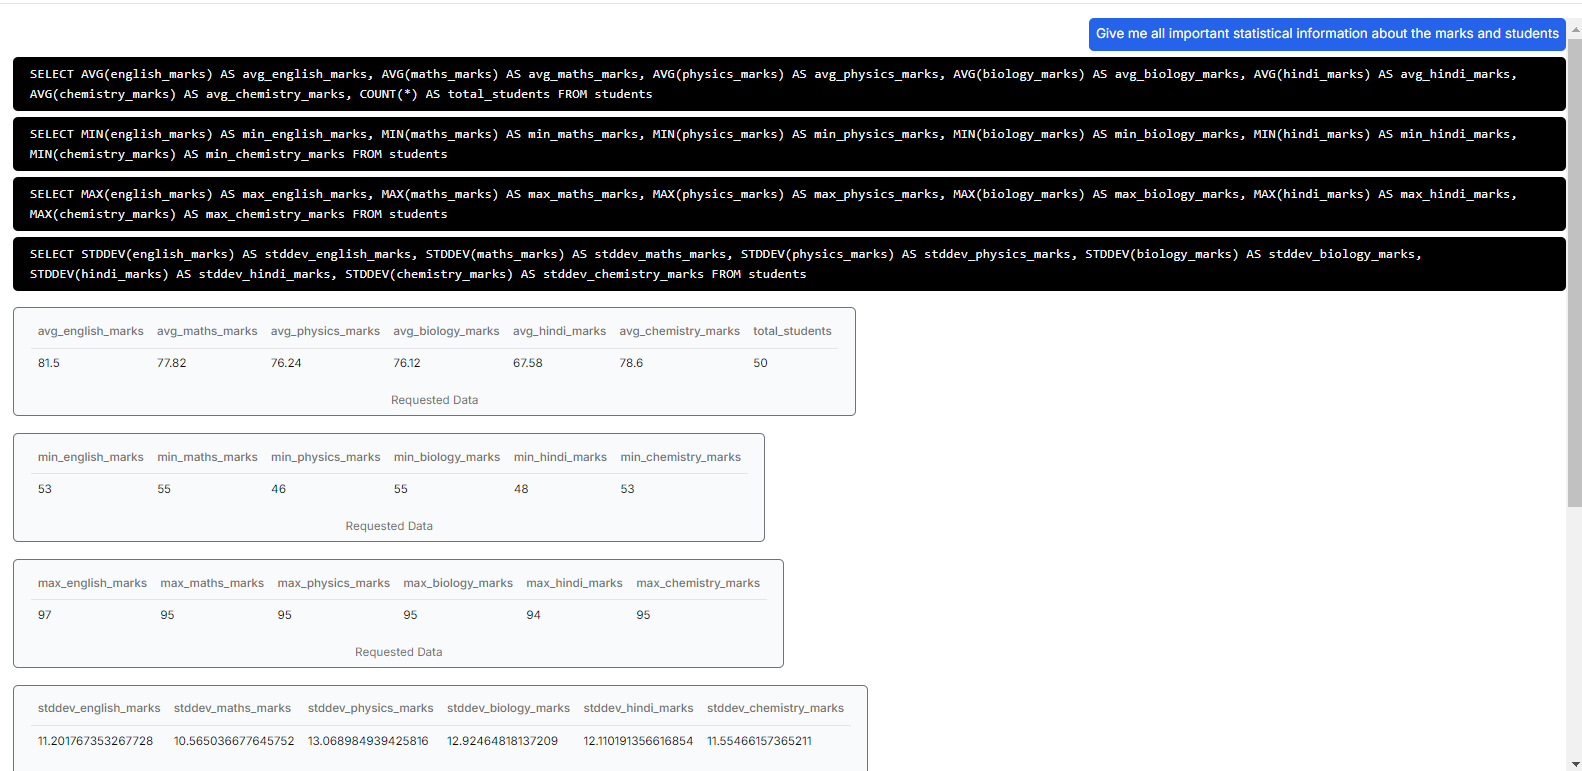 Give me all important statistical information about the marks and students
SELECT AVG(english_marks) AS avg_english_marks, AVG(maths_marks) AS avg_maths_marks, AVG(physics_marks) AS avg_physics_marks, AVG(biology_marks) AS avg_biology_marks, AVG(hindi_marks) AS avg_hindi_marks,
AVG(chemistry_marks) AS avg_chemistry_marks, COUNT(*) AS total_students FROM students
SELECT MIN(english_marks) AS min_english_marks, MIN(maths_marks) AS min_maths_marks, MIN(physics_marks) AS min_physics_marks, MIN(biology_marks) AS min_biology_marks, MIN(hindi_marks) AS min_hindi_marks,
MIN(chemistry_marks) AS min_chemistry_marks FROM students
SELECT MAX(english_marks) AS max_english_marks, MAX(maths_marks) AS max_maths_marks, MAX(physics_marks) AS max_physics_marks, MAX(biology_marks) AS max_biology_marks, MAX(hindi_marks) AS max_hindi_marks,
MAX(chemistry_marks) AS max_chemistry_marks FROM students
SELECT STDDEV(english_marks) AS stddev_english_marks, STDDEV(maths_marks) AS stddev_maths_marks, STDDEV(physics_marks) AS stddev_physics_marks, STDDEV(biology_marks) AS stddev_biology_marks,
STDDEV(hindi_marks) AS stddev_hindi_marks, STDDEV(chemistry_marks) AS stddev_chemistry_marks FROM students
avg_english_marks avg_maths_marks avg_physics_marks avg_biology_marks avg_hindi_marks avg_chemistry_marks total_students
81.5 77.82 76.24 76.12 67.58 78.6 50
Requested Data
min_english_marks min_maths_marks min_physics_marks min_biology_marks min_hindi_marks min_chemistry_marks
53 55 46 55 48 53
Requested Data
max_english_marks max_maths_marks max_physics_marks max_biology_marks max_hindi_marks max_chemistry_marks
97 95 95 95 94 95
Requested Data
stddev_english_marks stddev_maths_marks stddev_physics_marks stddev_biology_marks stddev_hindi_marks stddev_chemistry_marks
11.201767353267728 10.565036677645752 13.068984939425816 12.92464818137209 12.110191356616854 11.55466157365211